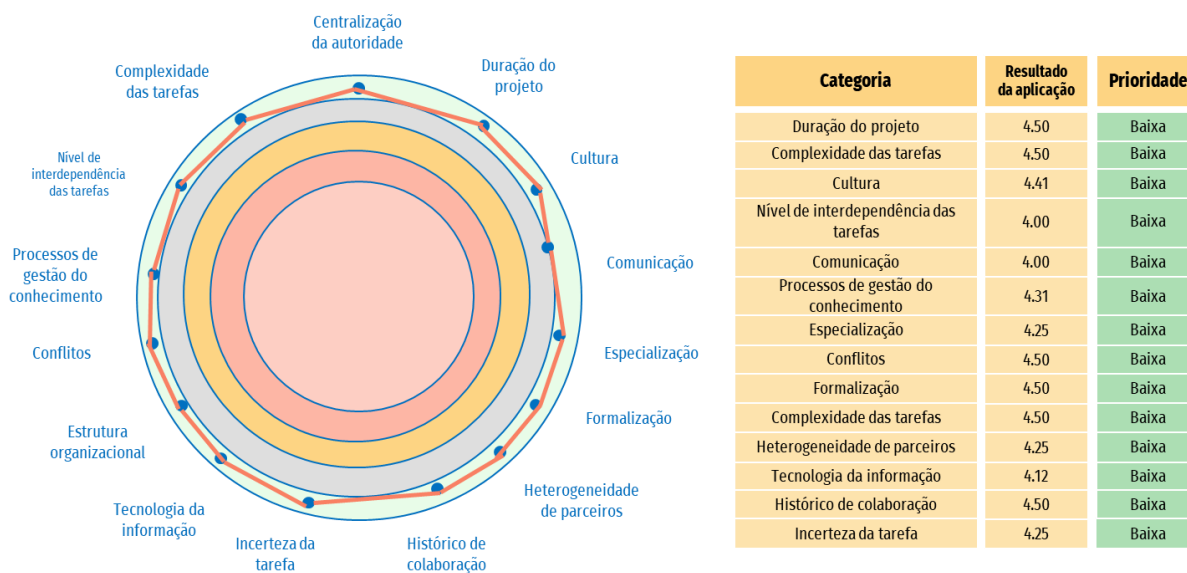 Centralização
da autoridade
Duração do
projeto
Cultura
Comunicação
Especialização
Formalização
Heterogeneidade
de parceiros
Histórico de
colaboração
Incerteza da
tarefa
Tecnologia da
informação
Estrutura
organizacional
Conflitos
Processos de
gestão do
conhecimento
Nível de
interdependência
das tarefas
Complexidade
das tarefas
Categoria
Resultado
da aplicação
Prioridade
Duração do projeto 4.50 Baixa
Complexidade das tarefas 4.50 Baixa
Cultura 4.41 Baixa
Nível de interdependência das
tarefas
4.00 Baixa
Comunicação 4.00 Baixa
Processos de gestão do
conhecimento
4.31 Baixa
Especialização 4.25 Baixa
Conflitos 4.50 Baixa
Formalização 4.50 Baixa
Complexidade das tarefas 4.50 Baixa
Heterogeneidade de parceiros 4.25 Baixa
Tecnologia da informação 4.12 Baixa
Histórico de colaboração 4.50 Baixa
Incerteza da tarefa 4.25 Baixa